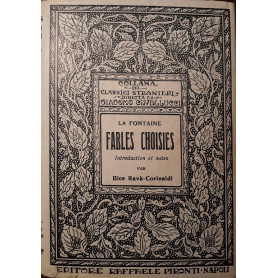 COLLANA
DI
CLASSICI STRANIERI
DIRETTA DA
GIACOMO CIVELLUCCI
LA FONTAINE
FABLES CHOISIES
Introduction et notes
PAR
Bice Ravà-Corinaldi
EDITORE RAFFAELE PIRONTI · NAPOLI